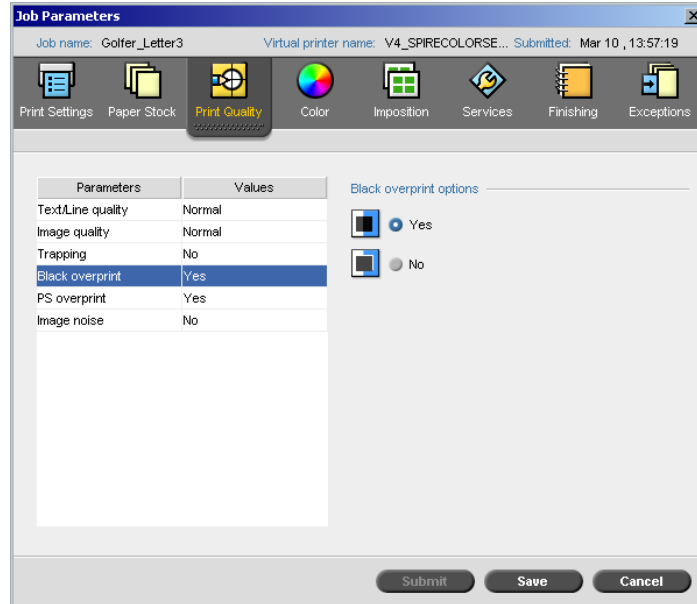 Job Parameters
Job name: Golfer_Letter3 Virtual printer name: V4_SPIRECOLORSE... Submitted: Mar 10 , 13:57:19
Print Settings Paper Stock Print Quality Color Imposition Services Finishing Exceptions
Parameters Values Black overprint options
Text/Line quality Normal
Image quality Normal Yes
Trapping No No
Black overprint Yes
PS overprint Yes
Image noise No
Submit Save Cancel